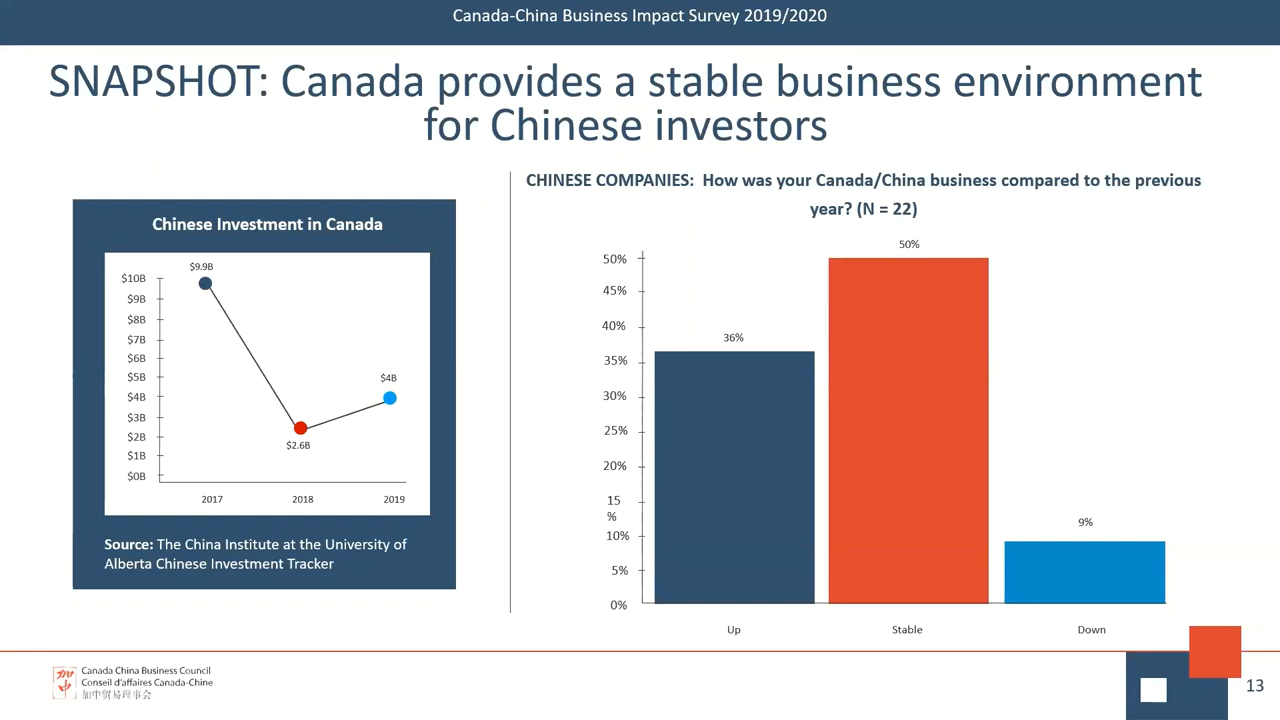 Canada-China Business Impact Survey 2019/2020
SNAPSHOT: Canada provides a stable business environment
for Chinese investors
Chinese Investment in Canada
$9.9B
$10B
$9B
$8B
$7B
$6B
$5B
$4B
$3B
$2B
$1B
$0B
$4B
$2.6B
2017
2018
2019
Source: The China Institute at the University of
Alberta Chinese Investment Tracker
CHINESE COMPANIES: How was your Canada/China business compared to the previous
year? (N = 22)
50%
45%
40%
35%
30%
25%
20%
15
%
10%
5%
0%
36%
50%
9%
Up
Stable
Down
加中
Canada China Business Council
Conseil d'affaires Canada-Chine
加中贸易理事会
13